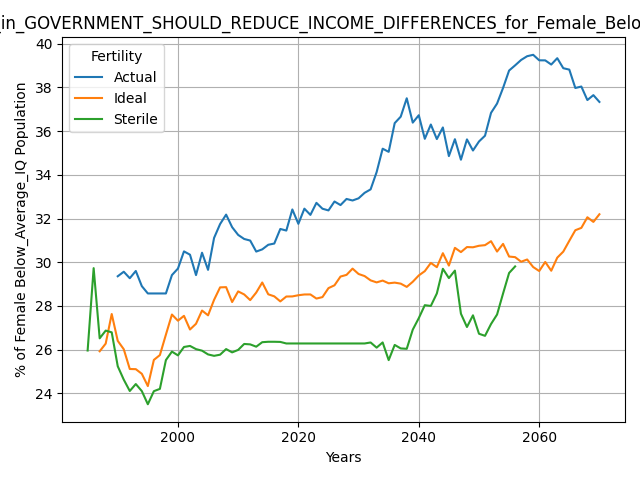 _in_GOVERNMENT_SHOULD_REDUCE_INCOME_DIFFERENCES_for_Female_Belo
Fertility
Actual
Ideal
Sterile
% of Female Below_Average_IQ Population
40
38
36
34
32
30
28
26
24
2000
2020
2040
2060
Years